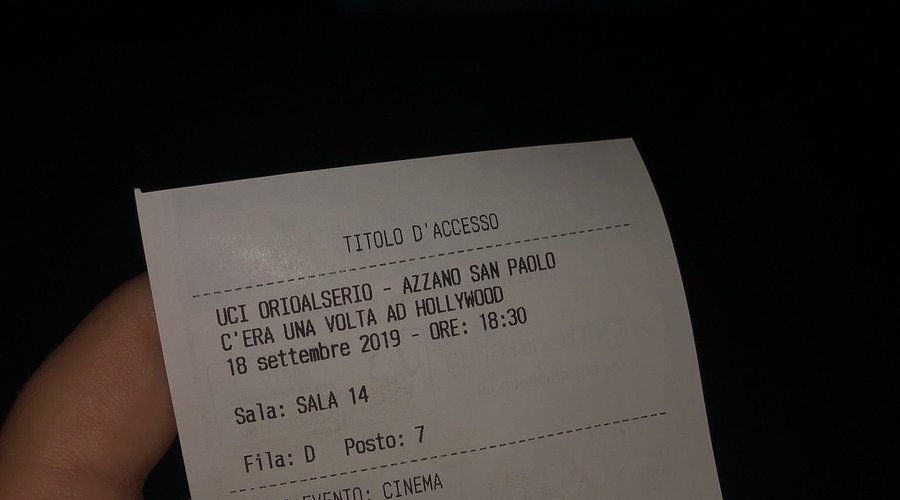 TITOLO D'ACCESSO
UCI ORIOALSERIO - AZZANO SAN PAOLO
C'ERA UNA VOLTA AD HOLLYWOOD
18 settembre 2019 - ORE: 18:30
Sala: SALA 14
Fila: D Posto: 7
EVENTO: CINEMA